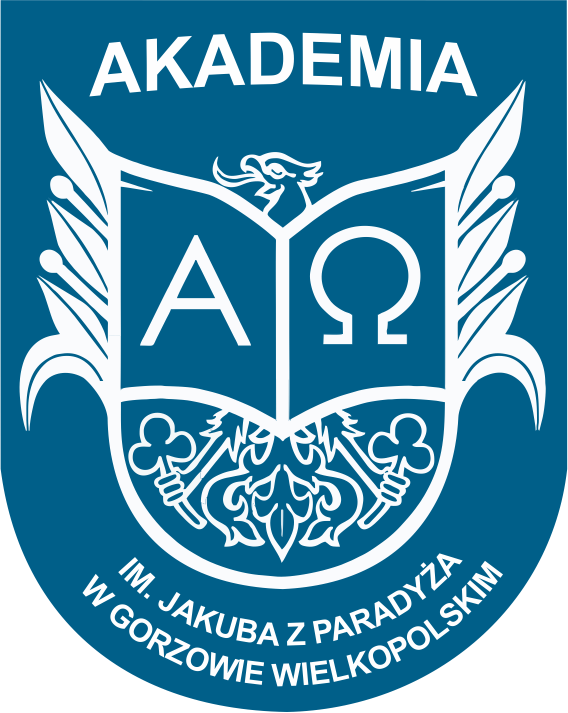 AKADEMIA
Α Ω
IM. JAKUBA Z PARADYŻA
W GORZOWIE WIELKOPOLSKIM